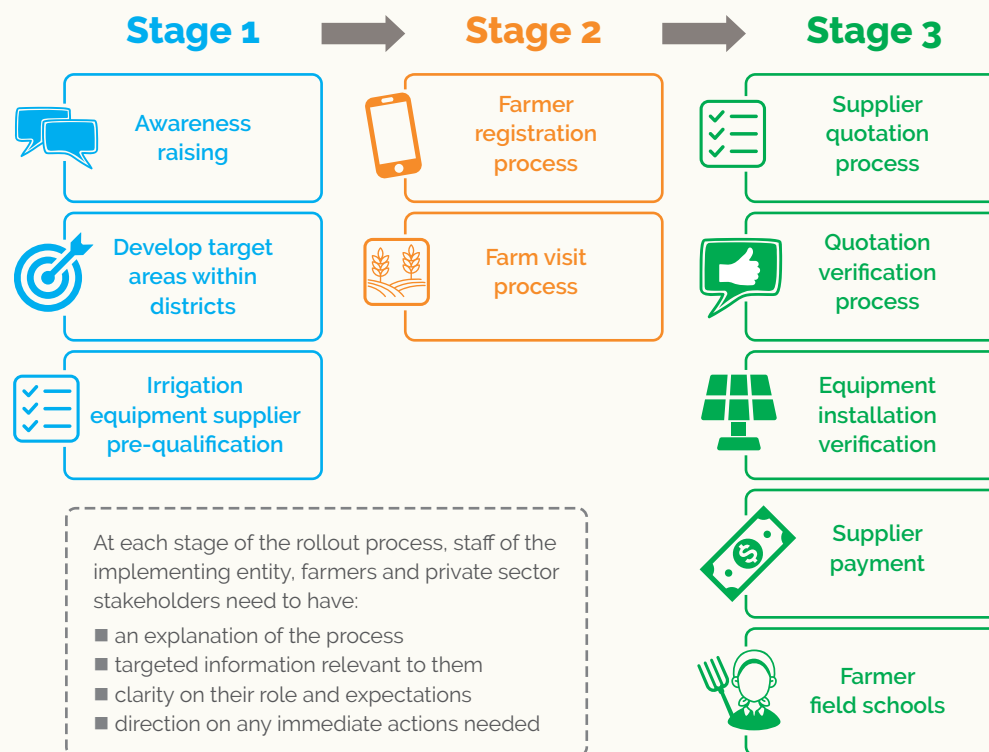 Stage 1
Stage 2
Stage 3
Awareness
raising
Develop target
areas within
districts
Irrigation
equipment supplier
pre-qualification
Farmer
registration
process
Farm visit
process
Supplier
quotation
process
Quotation
verification
process
Equipment
installation
verification
Supplier
payment
Farmer
field schools
At each stage of the rollout process, staff of the
implementing entity, farmers and private sector
stakeholders need to have:
■ an explanation of the process
■ targeted information relevant to them
■ clarity on their role and expectations
■ direction on any immediate actions needed